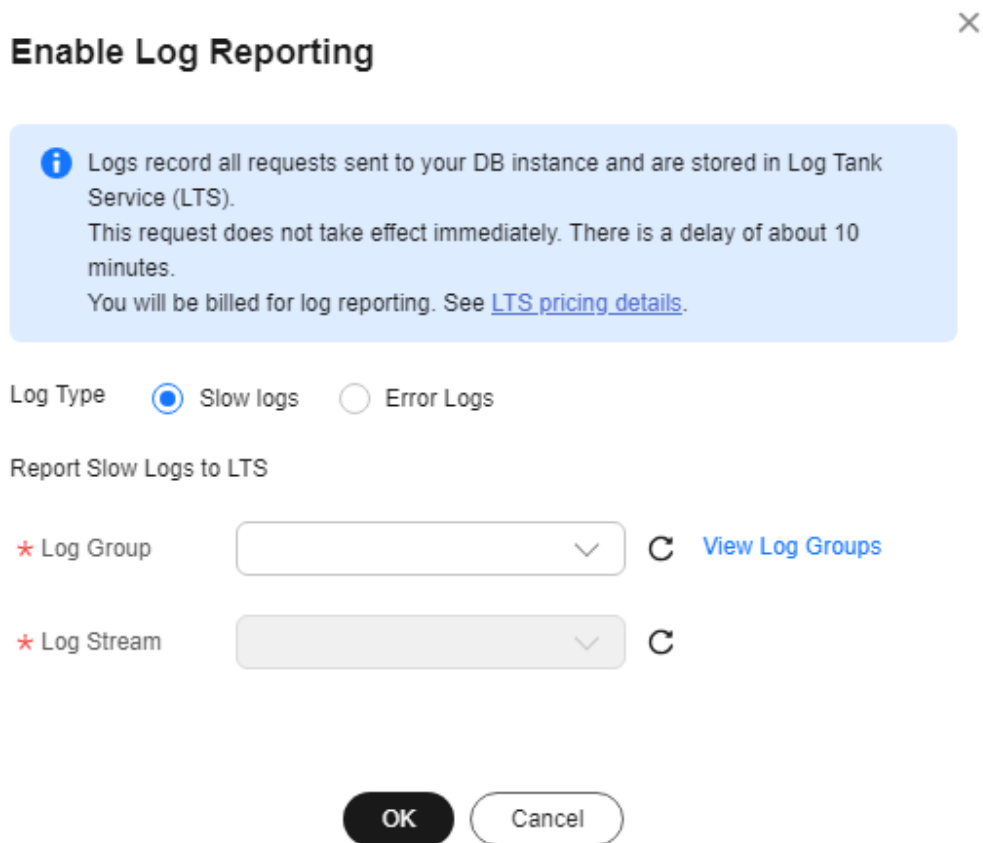 Enable Log Reporting
Logs record all requests sent to your DB instance and are stored in Log Tank
Service (LTS).
This request does not take effect immediately. There is a delay of about 10
minutes.
You will be billed for log reporting. See LTS pricing details.
Log Type Slow logs Error Logs
Report Slow Logs to LTS
* Log Group View Log Groups
* Log Stream
OK Cancel